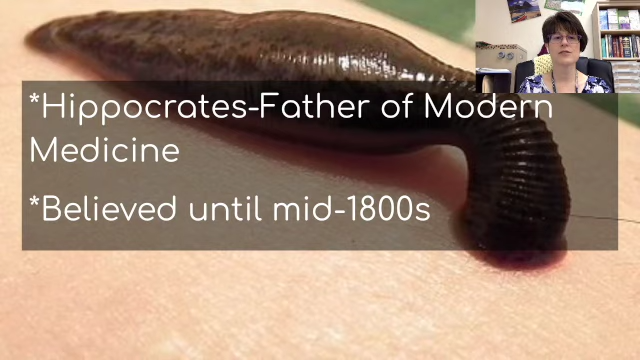 *Hippocrates-Father of Modern
Medicine
*Believed until mid-1800s